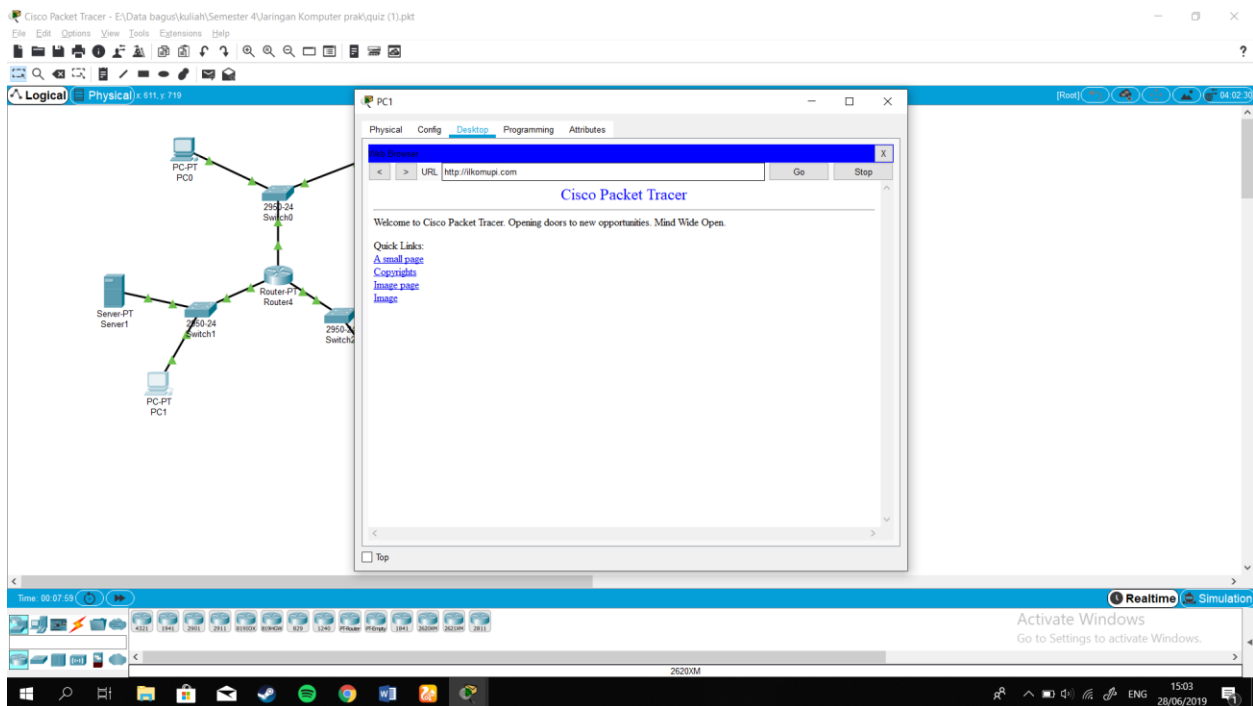 Cisco Packet Tracer - E:\Data bagus\kuliah\Semester 4\Jaringan Komputer prak\quiz (1).pkt
File Edit Options View Tools Extensions Help
?
Logical Physical x: 611, y: 719
[Root] 04:02:30
PC1
Physical Config Desktop Programming Attributes
Web Browser
X
< > URL http://ilkomupi.com Go Stop
Cisco Packet Tracer
Welcome to Cisco Packet Tracer. Opening doors to new opportunities. Mind Wide Open.
Quick Links:
A small page
Copyrights
Image page
Image
Top
PC-PT
PC0
2950-24
Switch0
Router-PT
Router4
Server-PT
Server1
2950-24
Switch1
2950-2
Switch2
PC-PT
PC1
Time: 00:07:59
Realtime Simulation
4321 1941 2901 2911 819IOX 819HGW 829 1240 PT-Router PT-Empty 1841 2620XM 2621XM 2811
Activate Windows
Go to Settings to activate Windows.
2620XM
ENG
15:03
28/06/2019